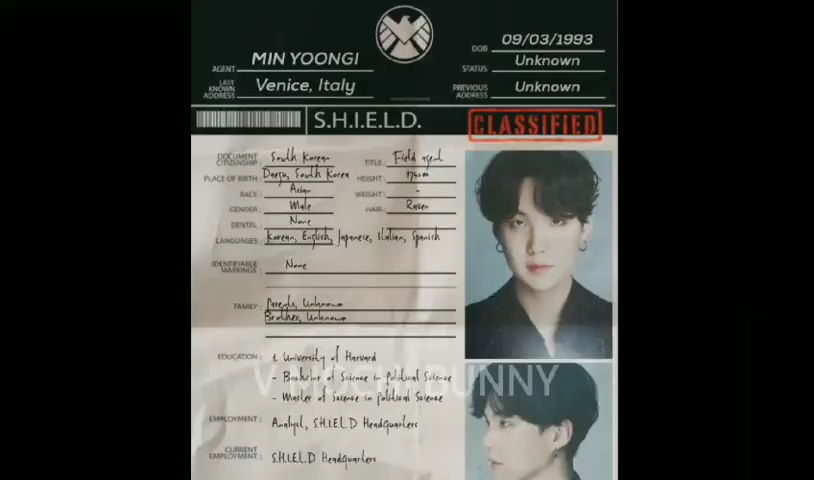 AGENT MIN YOONGI
LAST KNOWN ADDRESS Venice, Italy
DOB 09/03/1993
STATUS Unknown
PREVIOUS ADDRESS Unknown
S.H.I.E.L.D.
CLASSIFIED
DOCUMENT CITIZENSHIP : South Korean
PLACE OF BIRTH : Daegu, South Korea
RACE : Asian
GENDER : Male
DENTAL : None
LANGUAGES : Korean, English, Japanese, Italian, Spanish
TITLE : Field agent
HEIGHT : 174cm
WEIGHT : -
HAIR : Raven
IDENTIFIABLE MARKINGS : None
FAMILY : Parents, Unknown
Brother, Unknown
EDUCATION : 1. University of Harvard
- Bachelor of Science in Political Science
- Master of Science in Political Science
EMPLOYMENT : Analyst, S.H.I.E.L.D Headquarters
CURRENT EMPLOYMENT : S.H.I.E.L.D Headquarters
BUNNY